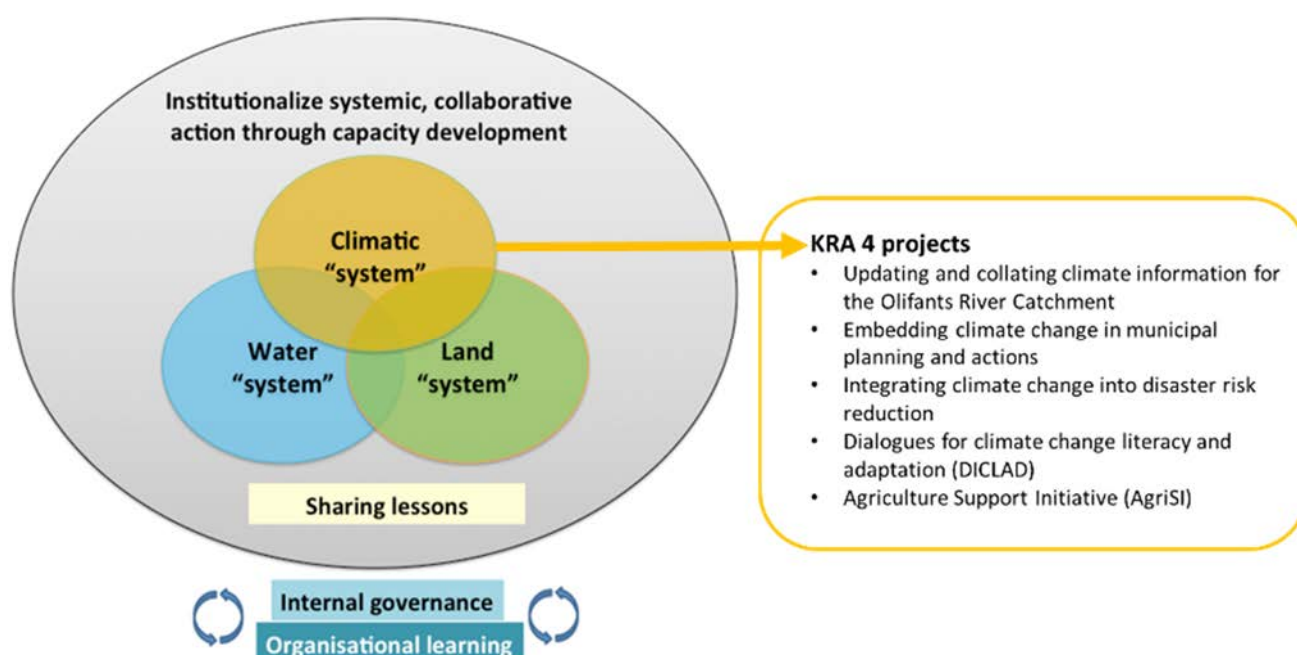 Institutionalize systemic, collaborative
action through capacity development
Climatic
“system”
Water
“system”
Land
“system”
Sharing lessons
Internal governance
Organisational learning
KRA 4 projects
• Updating and collating climate information for
the Olifants River Catchment
• Embedding climate change in municipal
planning and actions
• Integrating climate change into disaster risk
reduction
• Dialogues for climate change literacy and
adaptation (DICLAD)
• Agriculture Support Initiative (AgriSI)